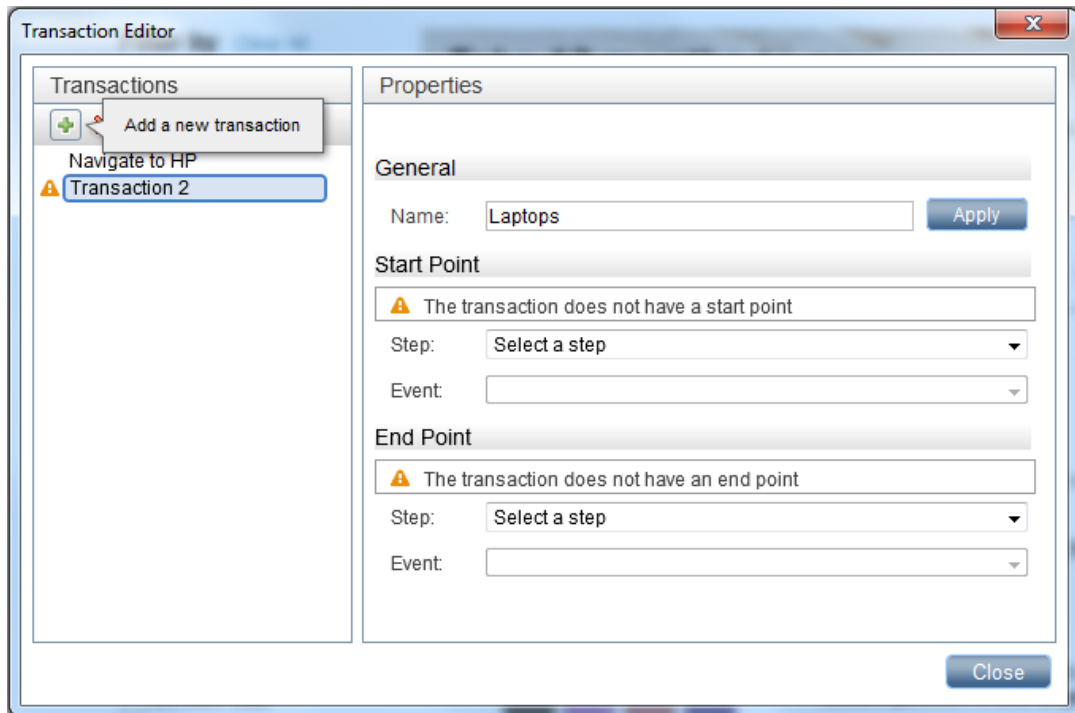 Transaction Editor
Transactions
Add a new transaction
Navigate to HP
Transaction 2
Properties
General
Name: Laptops Apply
Start Point
The transaction does not have a start point
Step: Select a step
Event:
End Point
The transaction does not have an end point
Step: Select a step
Event:
Close